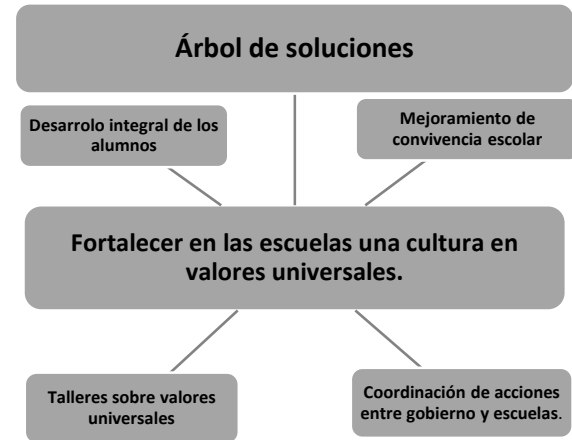 Árbol de soluciones
Desarrolo integral de los
alumnos
Mejoramiento de
convivencia escolar
Fortalecer en las escuelas una cultura en
valores universales.
Talleres sobre valores
universales
Coordinación de acciones
entre gobierno y escuelas.